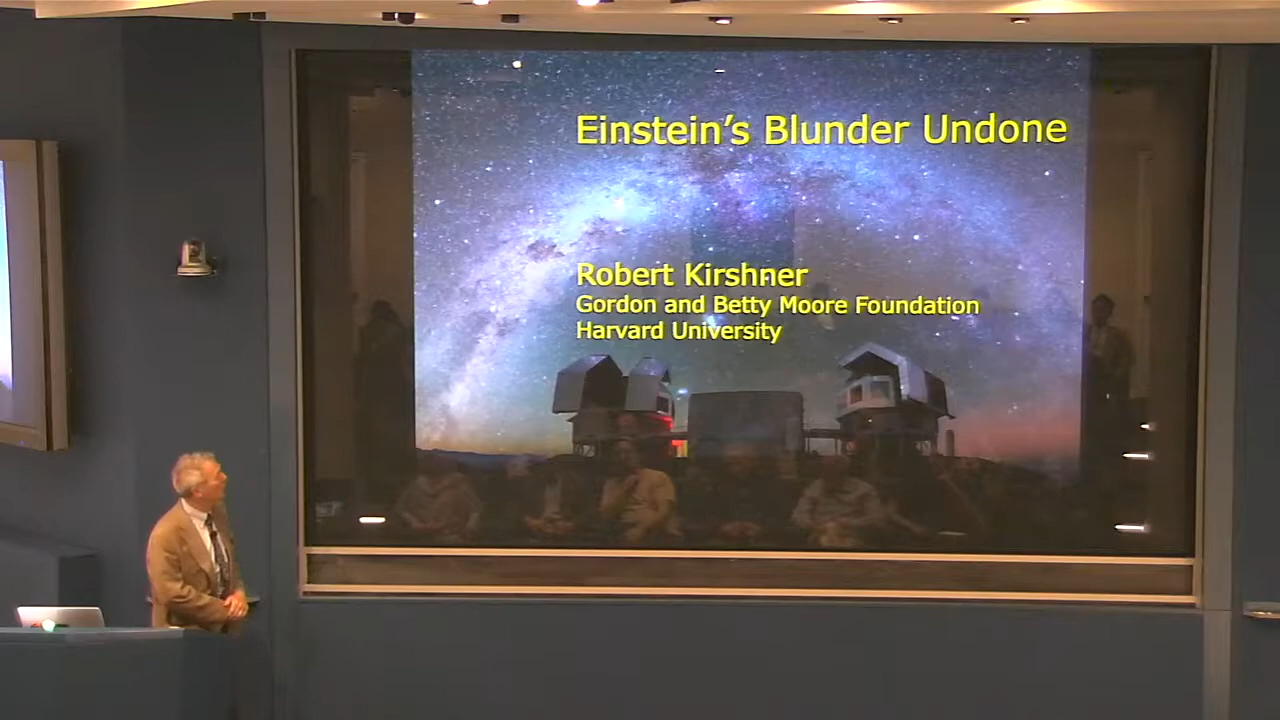 Einstein's Blunder Undone
Robert Kirshner
Gordon and Betty Moore Foundation
Harvard University